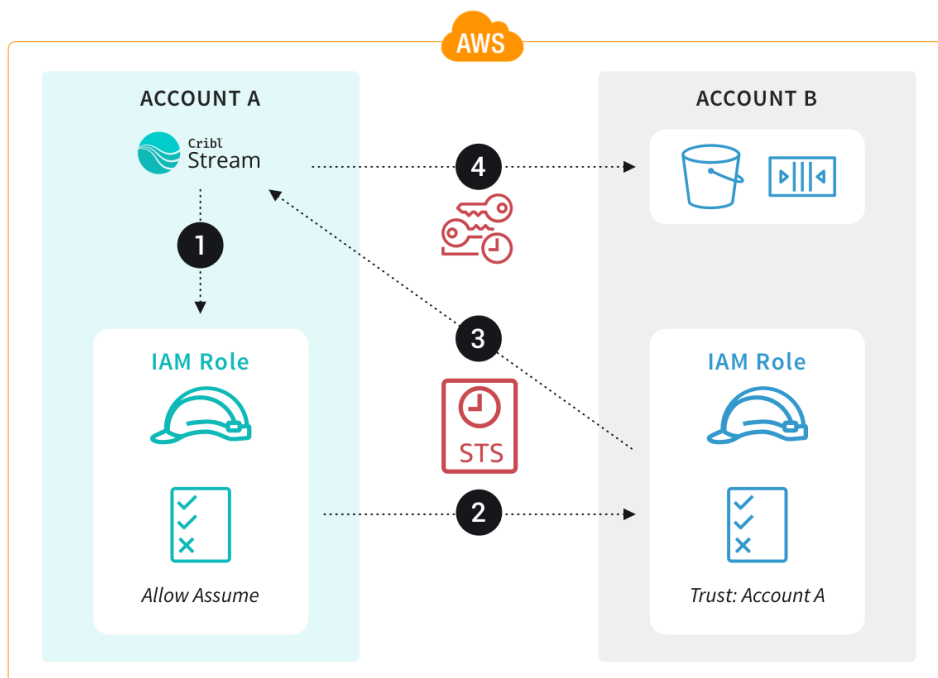 AWS
ACCOUNT A
ACCOUNT B
Cribl
Stream
4
1
3
IAM Role
IAM Role
STS
2
Allow Assume
Trust: Account A